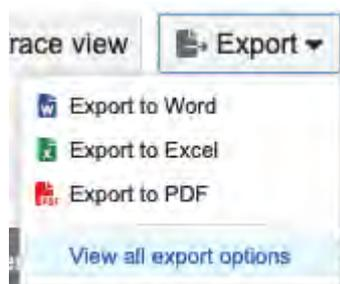 race view
Export
Export to Word
Export to Excel
Export to PDF
View all export options